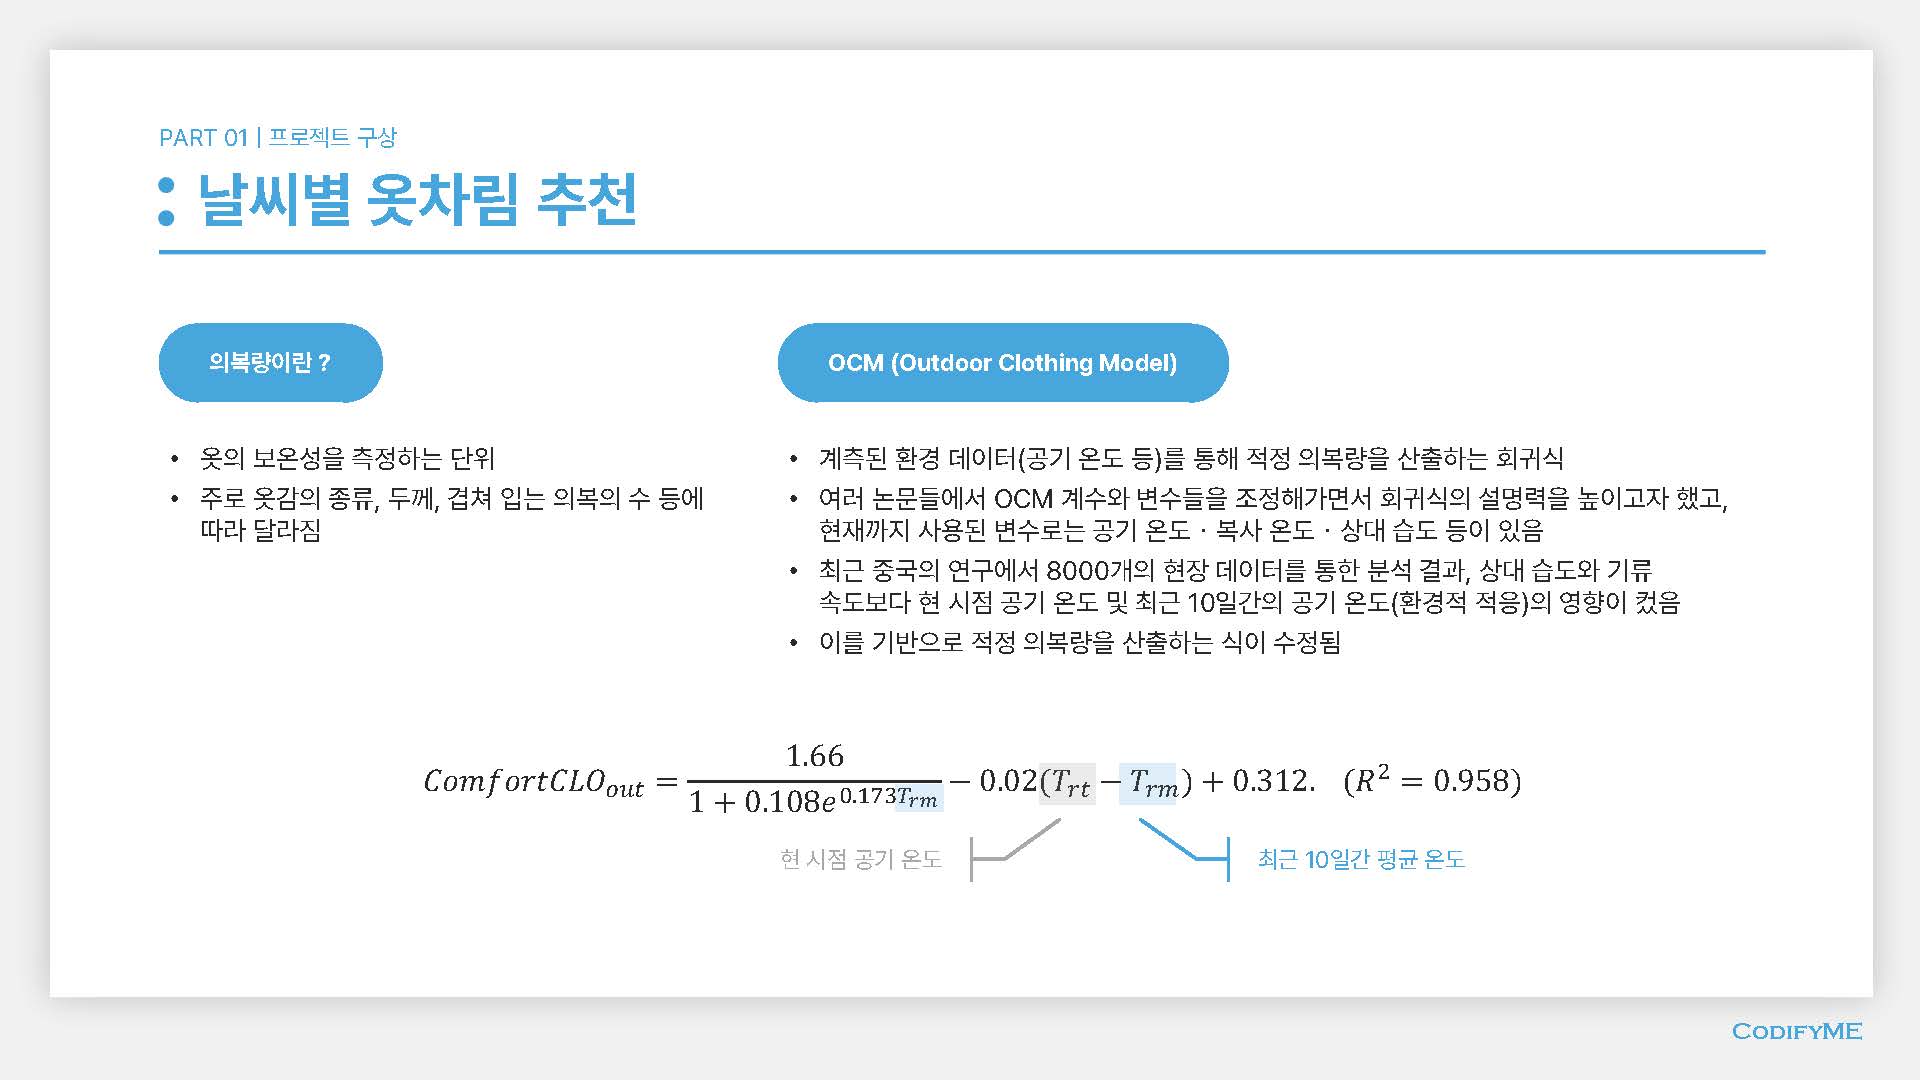 PART 01 | 프로젝트 구상
: 날씨별 옷차림 추천
의복량이란 ?
• 옷의 보온성을 측정하는 단위
• 주로 옷감의 종류, 두께, 겹쳐 입는 의복의 수 등에
따라 달라짐
OCM (Outdoor Clothing Model)
• 계측된 환경 데이터(공기 온도 등)를 통해 적정 의복량을 산출하는 회귀식
• 여러 논문들에서 OCM 계수와 변수들을 조정해가면서 회귀식의 설명력을 높이고자 했고,
현재까지 사용된 변수로는 공기 온도 · 복사 온도 · 상대 습도 등이 있음
• 최근 중국의 연구에서 8000개의 현장 데이터를 통한 분석 결과, 상대 습도와 기류
속도보다 현 시점 공기 온도 및 최근 10일간의 공기 온도(환경적 적응)의 영향이 컸음
• 이를 기반으로 적정 의복량을 산출하는 식이 수정됨
ComfortCLO_{out} = \frac{1.66}{1 + 0.108e^{0.173T_{rm}}} − 0.02(T_{rt} − T_{rm}) + 0.312. (R^2 = 0.958)
현 시점 공기 온도
최근 10일간 평균 온도
CODIFYME